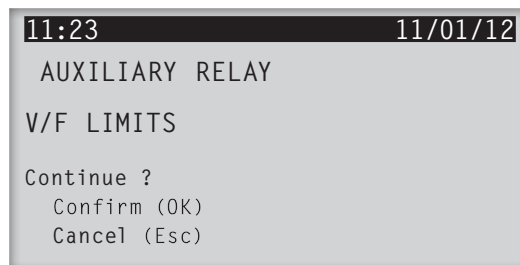 11:23 11/01/12
AUXILIARY RELAY
V/F LIMITS
Continue ?
Confirm (OK)
Cancel (Esc)